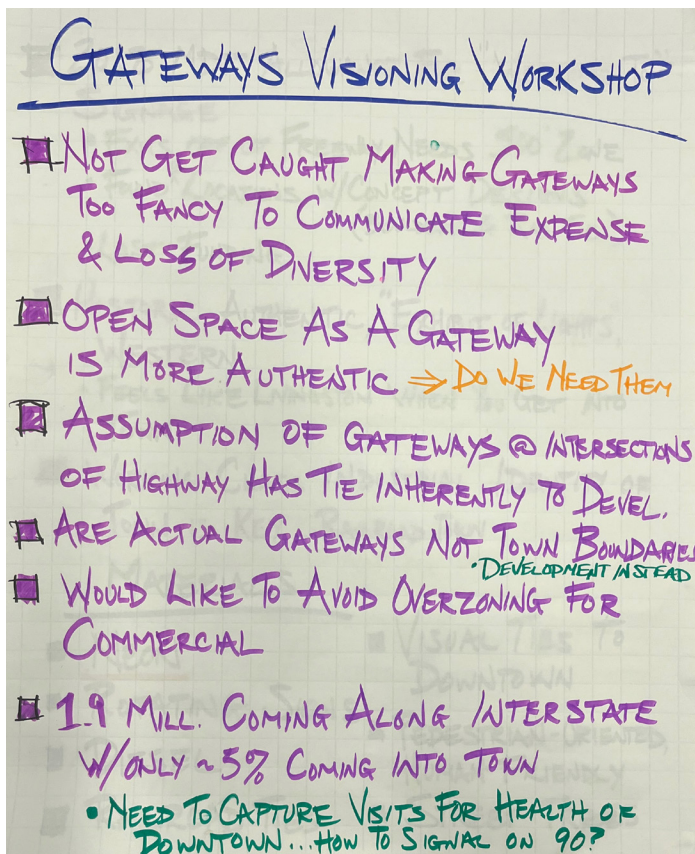 GATEWAYS VISIONING WORKSHOP
NOT GET CAUGHT MAKING GATEWAYS
TOO FANCY TO COMMUNICATE EXPENSE
& LOSS OF DIVERSITY
OPEN SPACE AS A GATEWAY
IS MORE AUTHENTIC ⇒ DO WE NEED THEM
ASSUMPTION OF GATEWAYS @ INTERSECTIONS
OF HIGHWAY HAS TIE INHERENTLY TO DEVEL.
ARE ACTUAL GATEWAYS NOT TOWN BOUNDARIES
• DEVELOPMENT INSTEAD
WOULD LIKE TO AVOID OVERZONING FOR
COMMERCIAL
1.9 MILL. COMING ALONG INTERSTATE
W/ONLY ~5% COMING INTO TOWN
• NEED TO CAPTURE VISITS FOR HEALTH OF
DOWNTOWN...HOW TO SIGNAL ON 90?